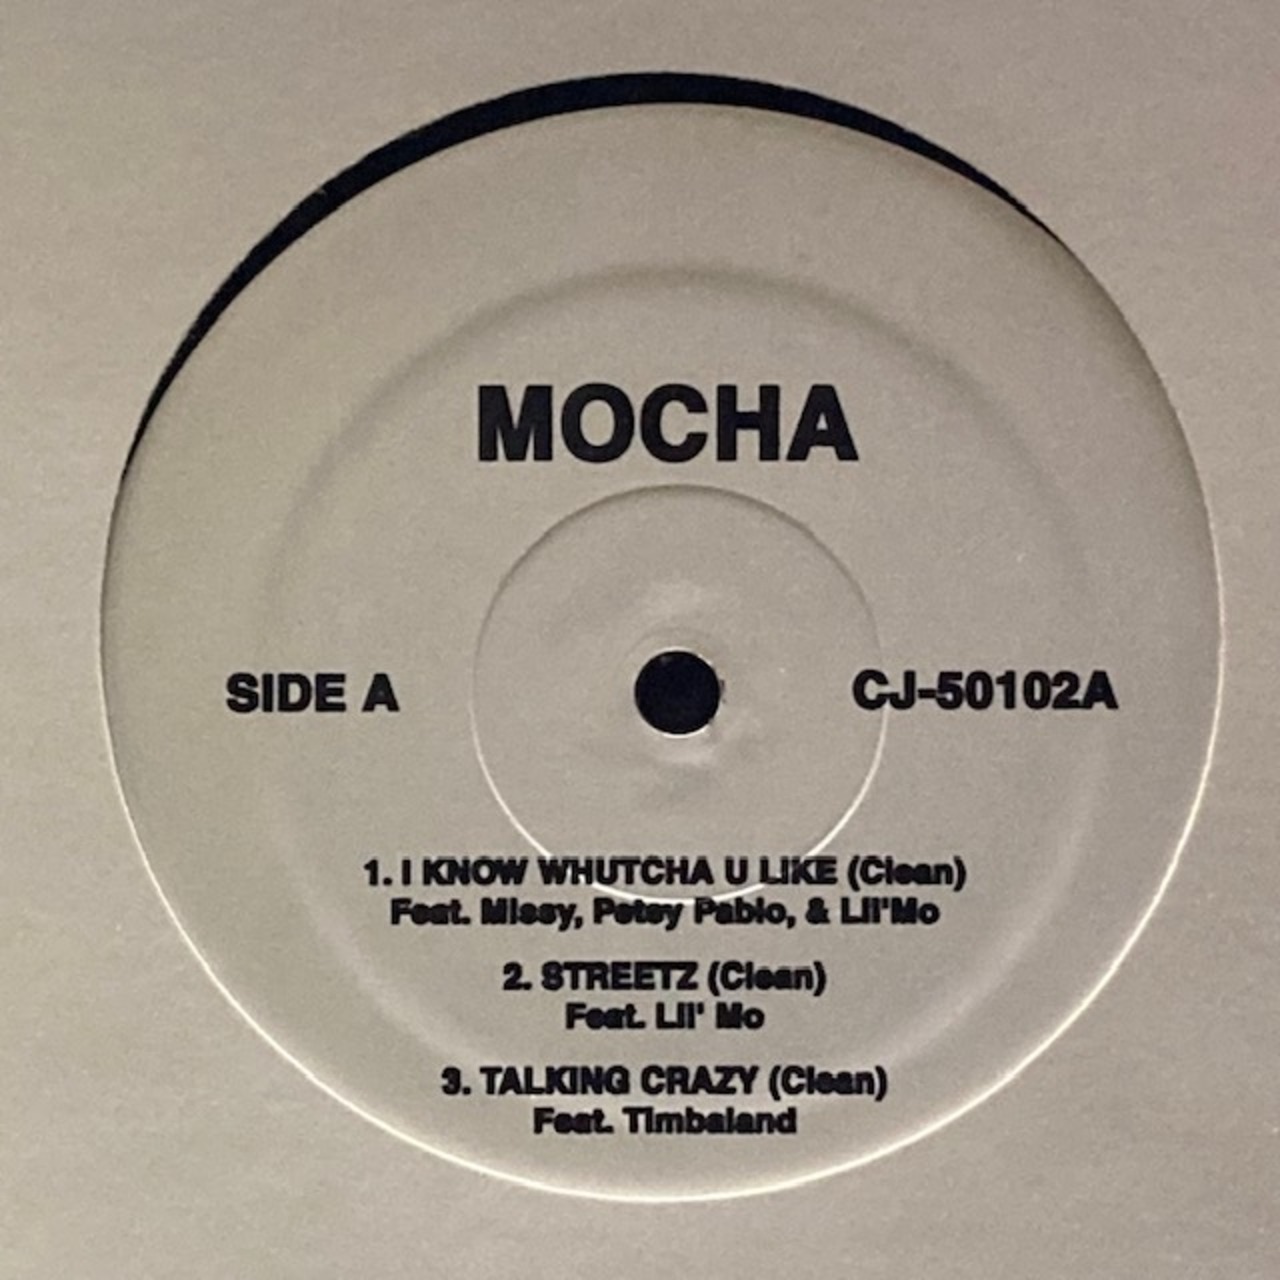 MOCHA
SIDE A
CJ-50102A
1. I KNOW WHUTCHA U LIKE (Clean)
Feat. Missy, Petey Pablo, & Lil'Mo
2. STREETZ (Clean)
Feat. Lil' Mo
3. TALKING CRAZY (Clean)
Feat. Timbaland